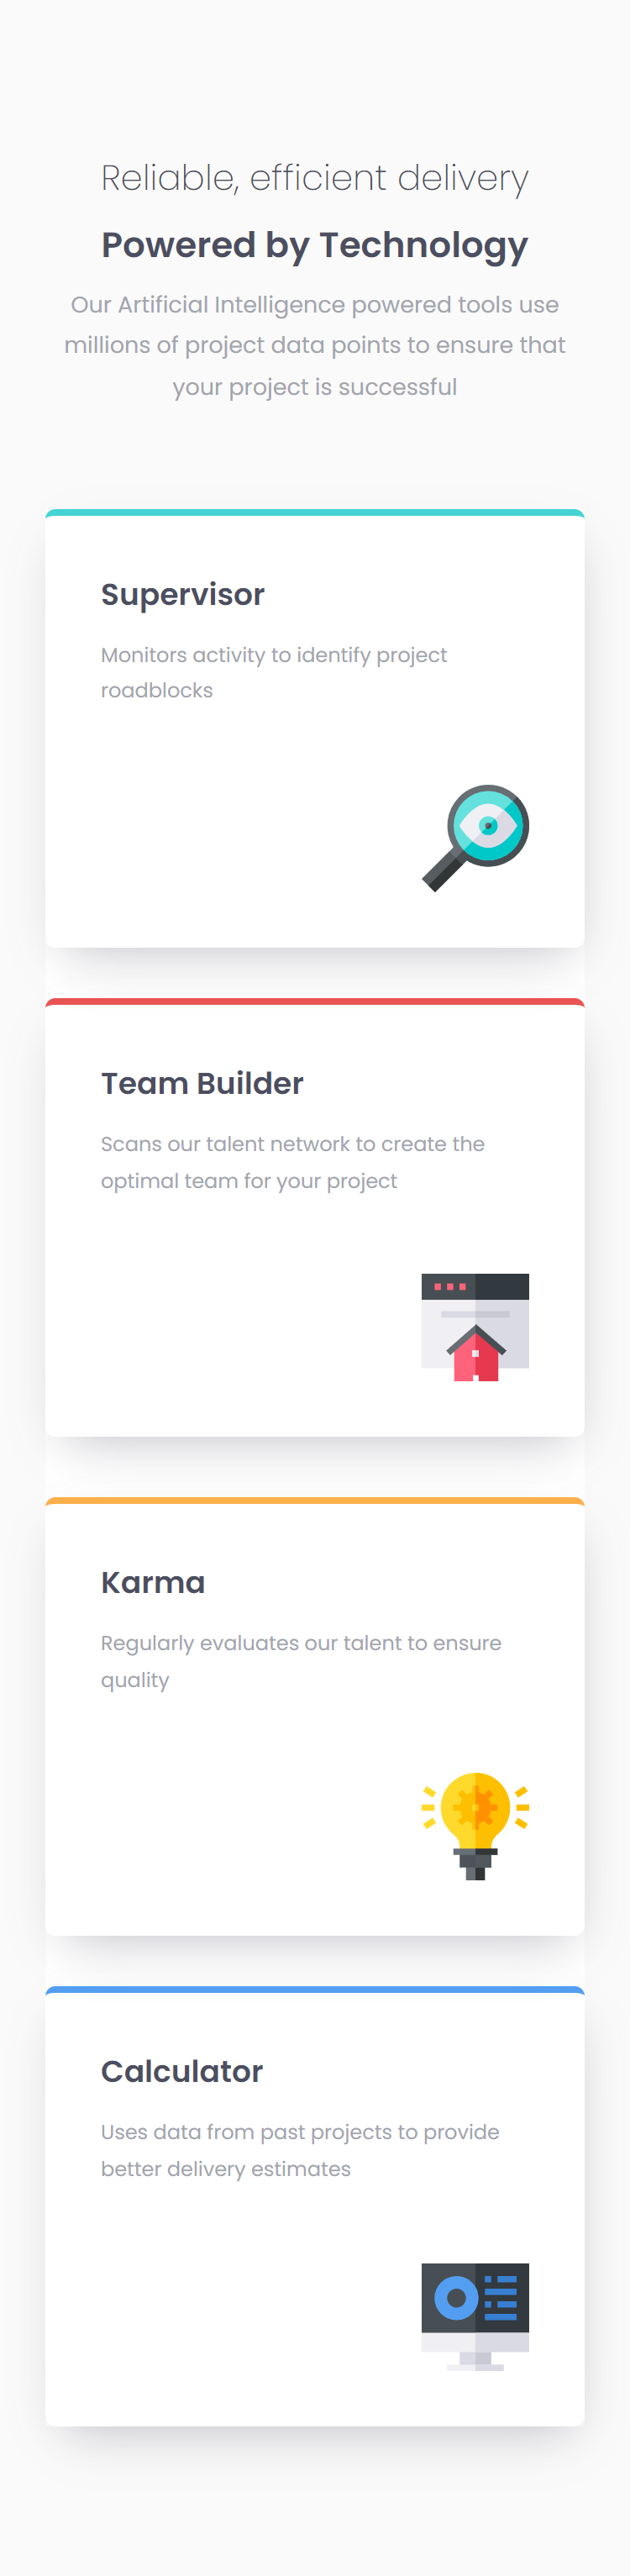 Reliable, efficient delivery
Powered by Technology
Our Artificial Intelligence powered tools use
millions of project data points to ensure that
your project is successful
Supervisor
Monitors activity to identify project
roadblocks
Team Builder
Scans our talent network to create the
optimal team for your project
Karma
Regularly evaluates our talent to ensure
quality
Calculator
Uses data from past projects to provide
better delivery estimates